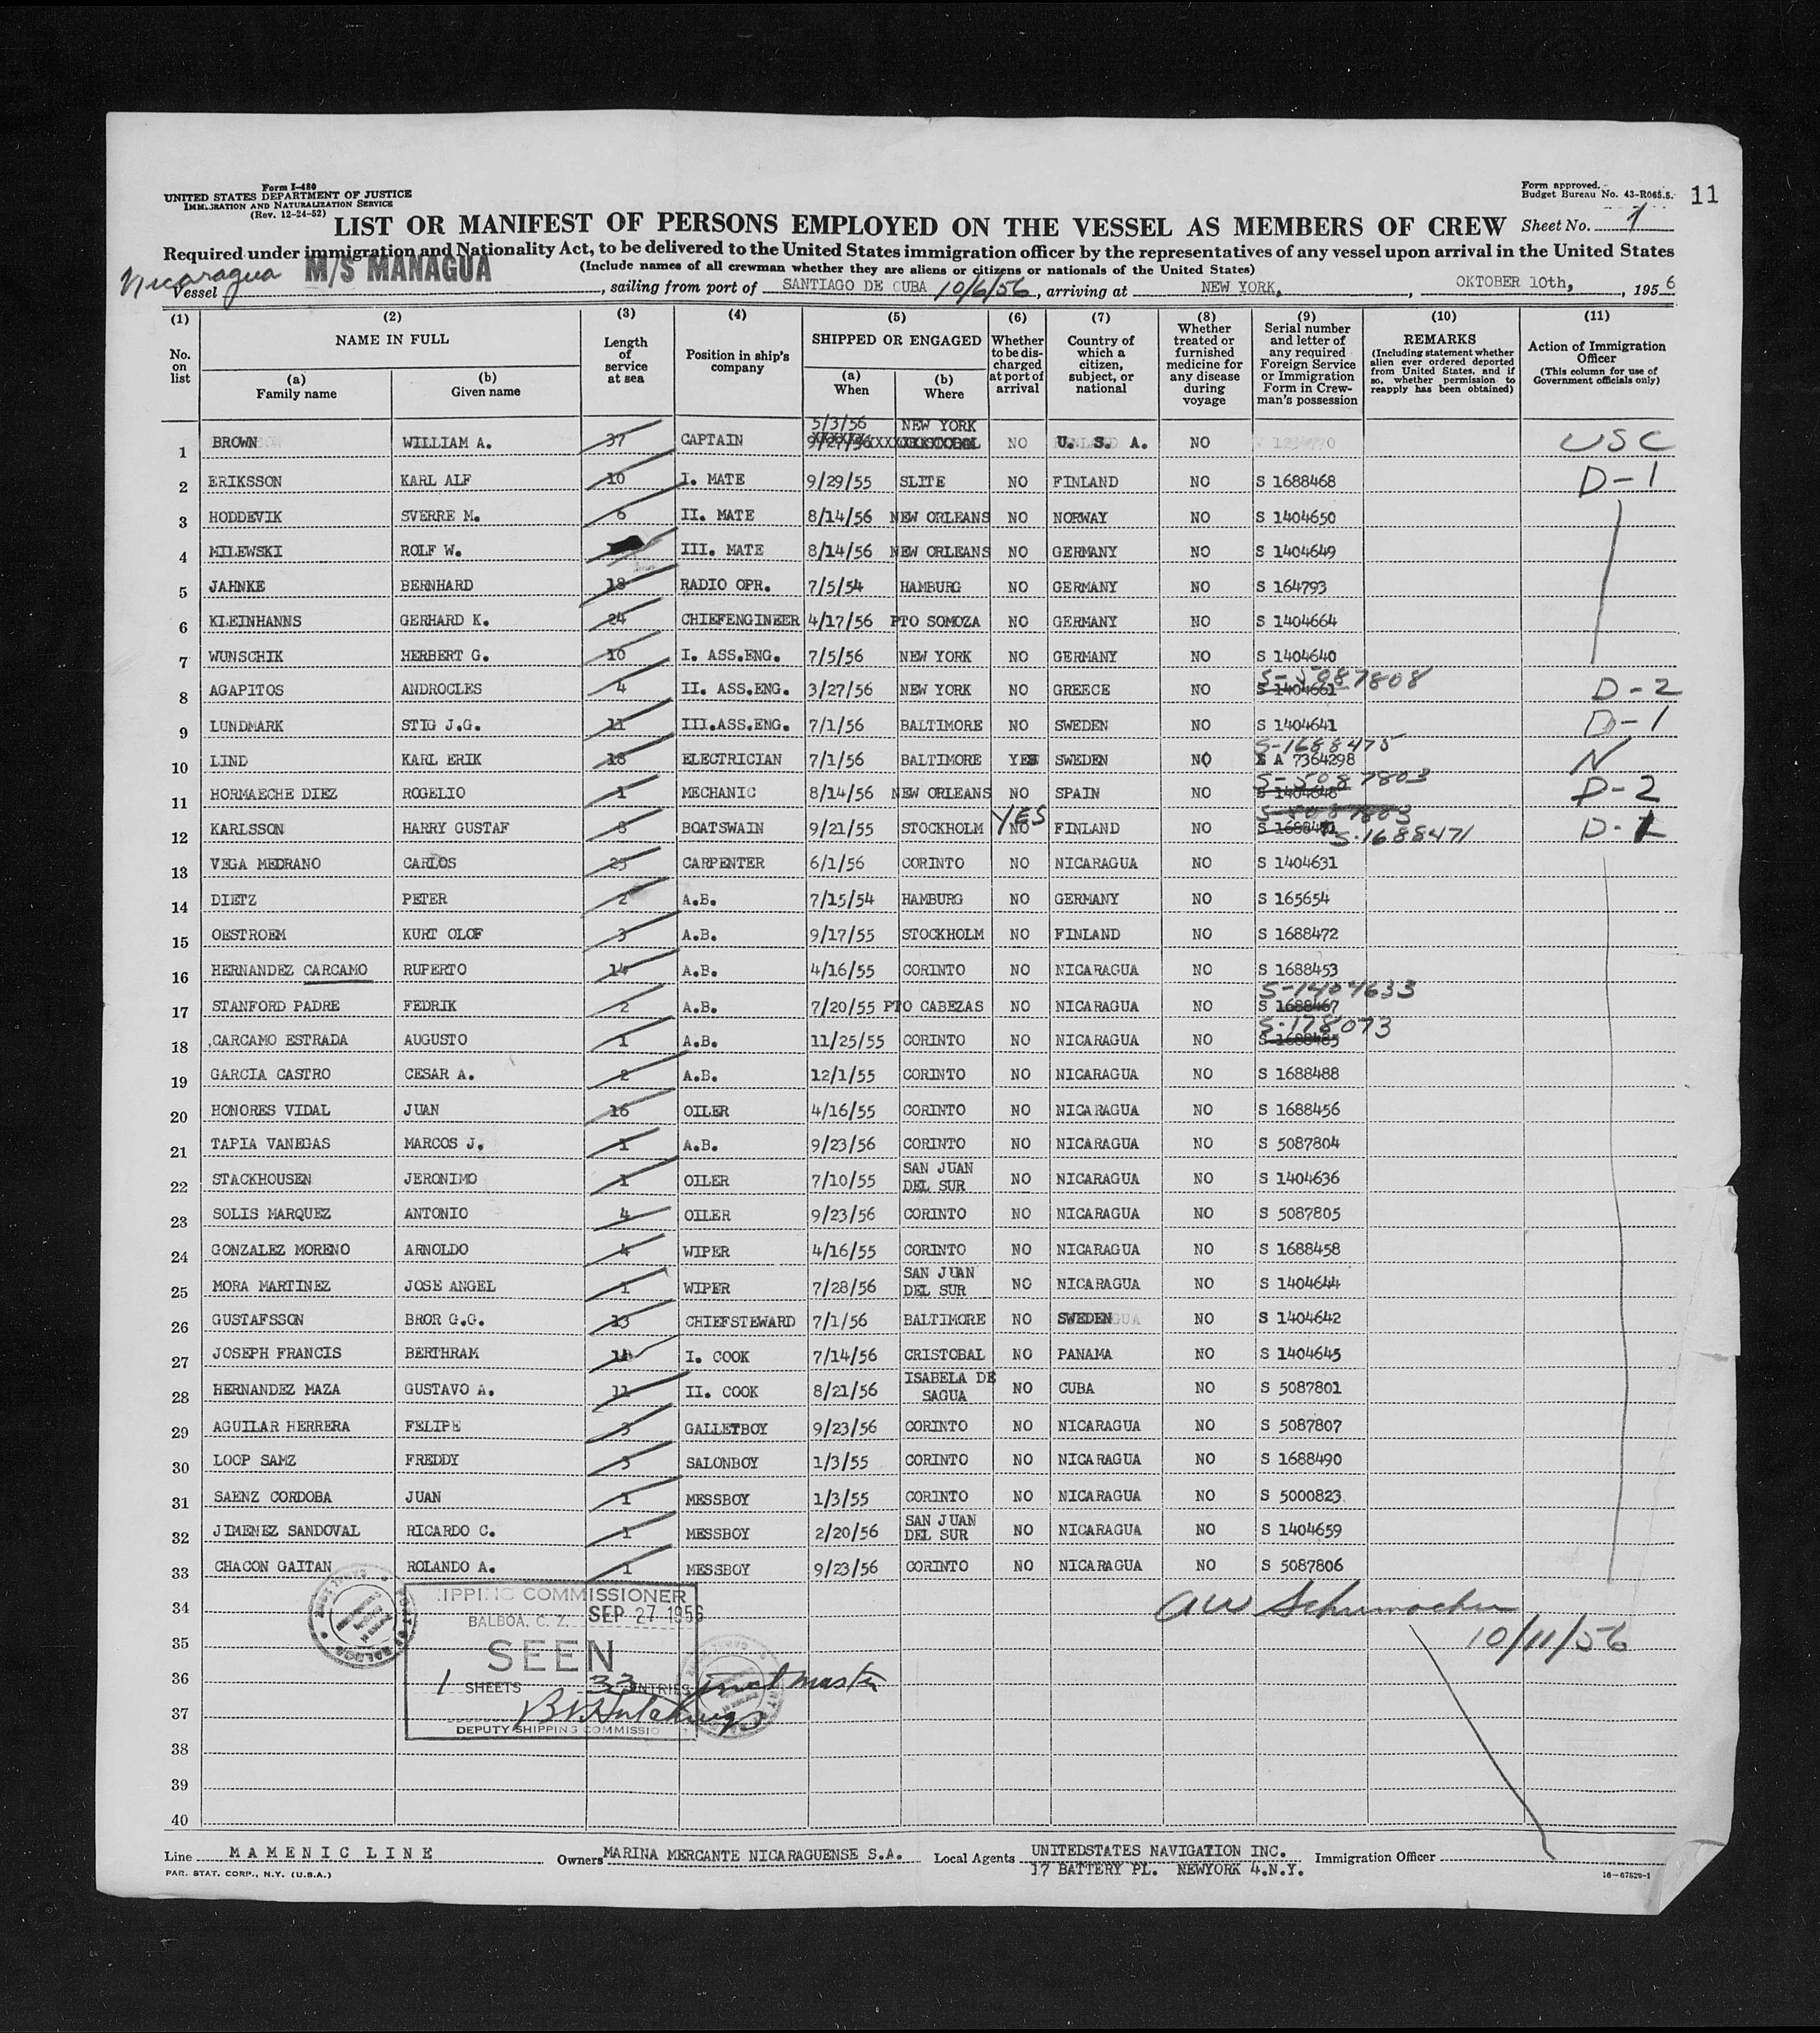 Form I-480
UNITED STATES DEPARTMENT OF JUSTICE
IMMIGRATION AND NATURALIZATION SERVICE
(Rev. 12-24-52)
Form approved.
Budget Bureau No. 43-R065.5.
11
LIST OR MANIFEST OF PERSONS EMPLOYED ON THE VESSEL AS MEMBERS OF CREW
Sheet No. 1
Required under immigration and Nationality Act, to be delivered to the United States immigration officer by the representatives of any vessel upon arrival in the United States
(Include names of all crewman whether they are aliens or citizens or nationals of the United States)
Nicaragua M/S MANAGUA
Vessel , sailing from port of SANTIAGO DE CUBA 10/6/56, arriving at NEW YORK, , OKTOBER 10th, , 1956
(1) (2) (3) (4) (5) (6) (7) (8) (9) (10) (11)
No. on list
NAME IN FULL
(a) Family name
(b) Given name
Length of service at sea
Position in ship's company
SHIPPED OR ENGAGED
(a) When
(b) Where
Whether to be discharged at port of arrival
Country of which a citizen, subject, or national
Whether treated or furnished medicine for any disease during voyage
Serial number and letter of any required Foreign Service or Immigration Form in Crewman's possession
REMARKS
(Including statement whether alien ever ordered deported from United States, and if so, whether permission to reapply has been obtained)
Action of Immigration Officer
(This column for use of Government officials only)
5/3/56 NEW YORK
1 BROWN WILLIAM A. 37 CAPTAIN 9/27/56 NO U. S. A. NO USC
2 ERIKSSON KARL ALF 10 I. MATE 9/29/55 SLITE NO FINLAND NO S 1688468 D-1
3 HODDEVIK SVERRE M. 6 II. MATE 8/14/56 NEW ORLEANS NO NORWAY NO S 1404650
4 MILEWSKI ROLF W. III. MATE 8/14/56 NEW ORLEANS NO GERMANY NO S 1404649
5 JAHNKE BERNHARD 18 RADIO OPR. 7/5/54 HAMBURG NO GERMANY NO S 164793
6 KLEINHANNS GERHARD K. 24 CHIEFENGINEER 4/17/56 PTO SOMOZA NO GERMANY NO S 1404664
7 WUNSCHIK HERBERT G. 10 I. ASS.ENG. 7/5/56 NEW YORK NO GERMANY NO S 1404640
S-5087808
8 AGAPITOS ANDROCLES 4 II. ASS.ENG. 3/27/56 NEW YORK NO GREECE NO S 1404661 D-2
9 LUNDMARK STIG J.G. 11 III.ASS.ENG. 7/1/56 BALTIMORE NO SWEDEN NO S 1404641 D-1
S-1688475
10 LIND KARL ERIK 18 ELECTRICIAN 7/1/56 BALTIMORE YES SWEDEN NO A 7364298 N
S-5087803
11 HORMAECHE DIEZ ROGELIO 1 MECHANIC 8/14/56 NEW ORLEANS NO SPAIN NO S 1404648 D-2
YES S-5087803
12 KARLSSON HARRY GUSTAF 8 BOATSWAIN 9/21/55 STOCKHOLM NO FINLAND NO S 1688471 S-1688471 D-1
13 VEGA MEDRANO CARLOS 25 CARPENTER 6/1/56 CORINTO NO NICARAGUA NO S 1404631
14 DIETZ PETER 2 A.B. 7/15/54 HAMBURG NO GERMANY NO S 165654
15 OESTROEM KURT OLOF 3 A.B. 9/17/55 STOCKHOLM NO FINLAND NO S 1688472
16 HERNANDEZ CARCAMO RUPERTO 14 A.B. 4/16/55 CORINTO NO NICARAGUA NO S 1688453
S-1404633
17 STANFORD PADRE FEDRIK 2 A.B. 7/20/55 PTO CABEZAS NO NICARAGUA NO S 1688467
S-178073
18 CARCAMO ESTRADA AUGUSTO 1 A.B. 11/25/55 CORINTO NO NICARAGUA NO S 1688485
19 GARCIA CASTRO CESAR A. 2 A.B. 12/1/55 CORINTO NO NICARAGUA NO S 1688488
20 HONORES VIDAL JUAN 16 OILER 4/16/55 CORINTO NO NICARAGUA NO S 1688456
21 TAPIA VANEGAS MARCOS J. 1 A.B. 9/23/56 CORINTO NO NICARAGUA NO S 5087804
22 STACKHOUSEN JERONIMO 1 OILER 7/10/55 SAN JUAN DEL SUR NO NICARAGUA NO S 1404636
23 SOLIS MARQUEZ ANTONIO 4 OILER 9/23/56 CORINTO NO NICARAGUA NO S 5087805
24 GONZALEZ MORENO ARNOLDO 4 WIPER 4/16/55 CORINTO NO NICARAGUA NO S 1688458
25 MORA MARTINEZ JOSE ANGEL 1 WIPER 7/28/56 SAN JUAN DEL SUR NO NICARAGUA NO S 1404644
26 GUSTAFSSON BROR G.G. 13 CHIEFSTEWARD 7/1/56 BALTIMORE NO SWEDEN NO S 1404642
27 JOSEPH FRANCIS BERTHRAM I. COOK 7/14/56 CRISTOBAL NO PANAMA NO S 1404645
28 HERNANDEZ MAZA GUSTAVO A. 11 II. COOK 8/21/56 ISABELA DE SAGUA NO CUBA NO S 5087801
29 AGUILAR HERRERA FELIPE 3 GALLETBOY 9/23/56 CORINTO NO NICARAGUA NO S 5087807
30 LOOP SAMZ FREDDY 3 SALONBOY 1/3/55 CORINTO NO NICARAGUA NO S 1688490
31 SAENZ CORDOBA JUAN 1 MESSBOY 1/3/55 CORINTO NO NICARAGUA NO S 5000823
32 JIMENEZ SANDOVAL RICARDO C. 1 MESSBOY 2/20/56 SAN JUAN DEL SUR NO NICARAGUA NO S 1404659
33 CHACON GAITAN ROLANDO A. 1 MESSBOY 9/23/56 CORINTO NO NICARAGUA NO S 5087806
34
35
36
37
38
39
40
IPPING COMMISSIONER
BALBOA, C. Z. SEP 27 1956
SEEN
1 SHEETS 33 NTRIES inct master
DEPUTY SHIPPING COMMISSIO
AW Schumacher
10/11/56
Line MAMENIC LINE Owners MARINA MERCANTE NICARAGUENSE S.A. Local Agents UNITEDSTATES NAVIGATION INC. Immigration Officer
17 BATTERY PL. NEWYORK 4.N.Y.
PAR. STAT. CORP., N.Y. (U.S.A.)
16-67529-1